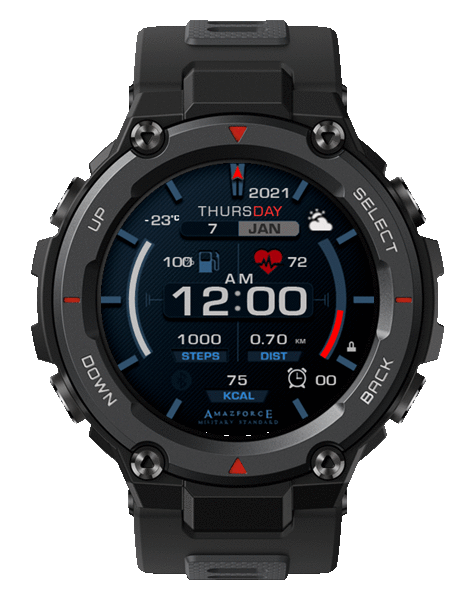 UP
SELECT
2021
-23°C
THURSDAY
7 JAN
100%
72
AM
12:00
1000
STEPS
0.70 KM
DIST
75
KCAL
00
DOWN
BACK
AMAZFORCE
MILITARY STANDARD